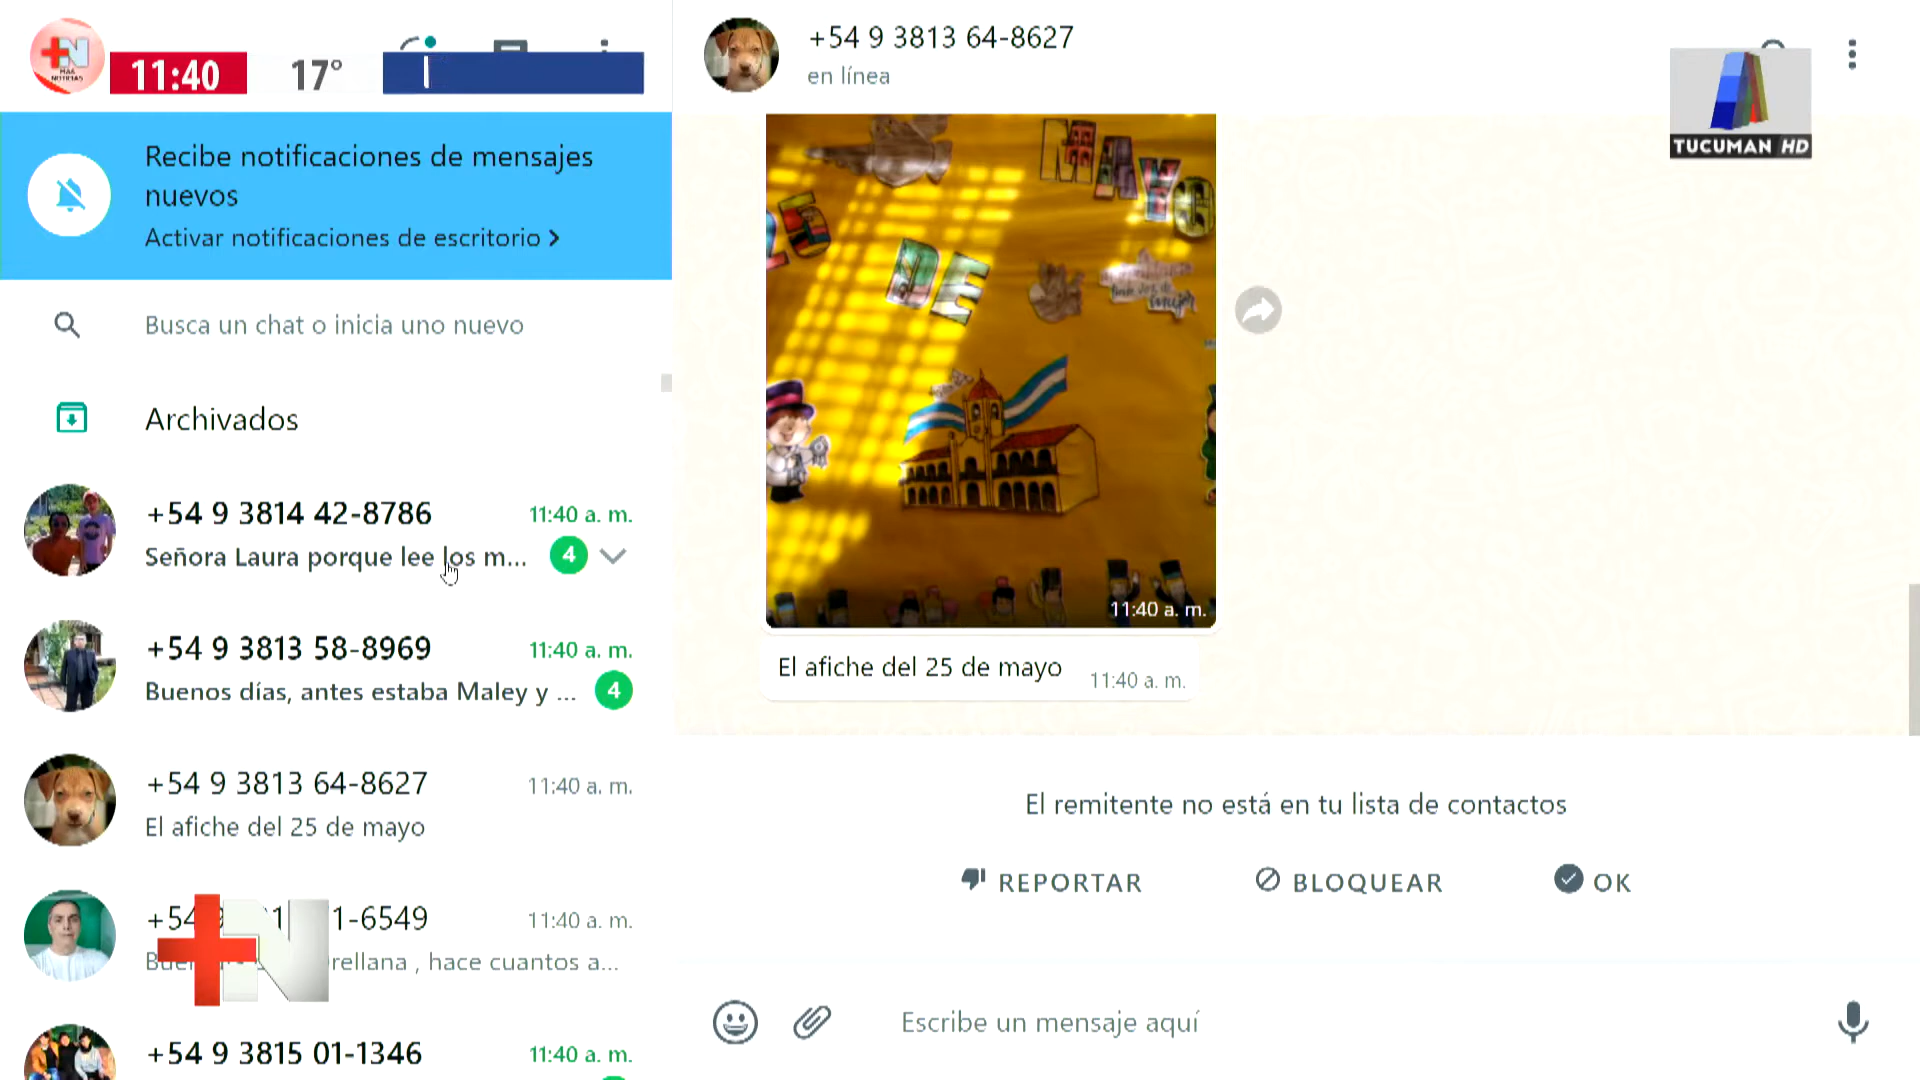 +N
MÁS
NOTICIAS
11:40
17°
Recibe notificaciones de mensajes
nuevos
Activar notificaciones de escritorio >
Busca un chat o inicia uno nuevo
Archivados
+54 9 3814 42-8786 11:40 a. m.
Señora Laura porque lee los m... 4
+54 9 3813 58-8969 11:40 a. m.
Buenos días, antes estaba Maley y ... 4
+54 9 3813 64-8627 11:40 a. m.
El afiche del 25 de mayo
1-6549 11:40 a. m.
rellana , hace cuantos a...
+N
+54 9 3815 01-1346 11:40 a. m.
+54 9 3813 64-8627
en línea
TUCUMAN HD
MAYO
25
DE
mujer
11:40 a. m.
El afiche del 25 de mayo 11:40 a. m.
El remitente no está en tu lista de contactos
REPORTAR
BLOQUEAR
OK
Escribe un mensaje aquí